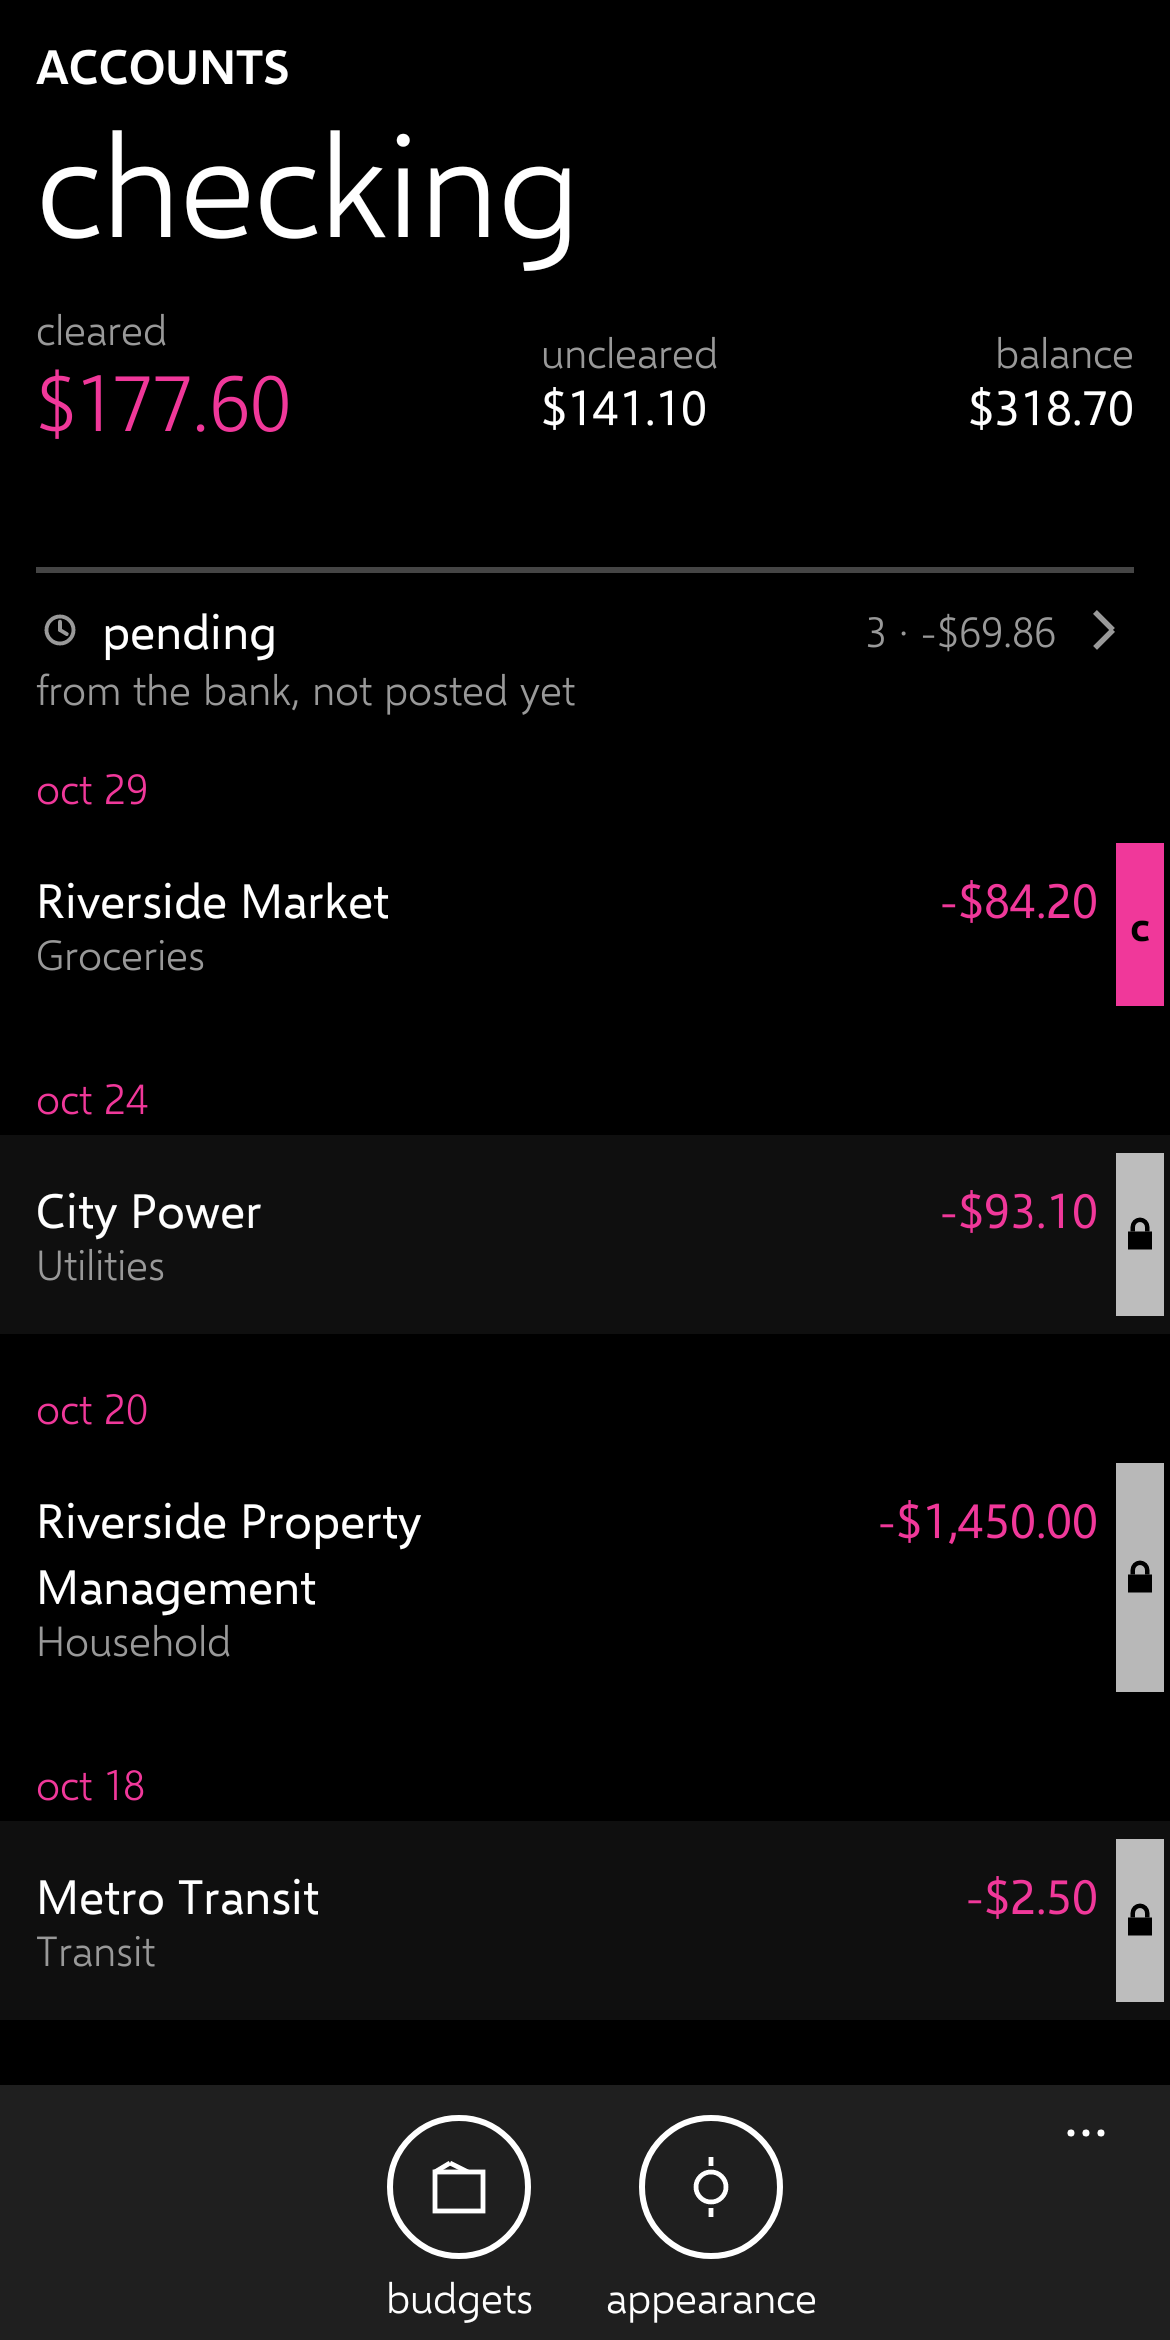 ACCOUNTS
checking
cleared
$177.60
uncleared
$141.10
balance
$318.70
pending
3 · -$69.86
from the bank, not posted yet
oct 29
Riverside Market
-$84.20
Groceries
c
oct 24
City Power
-$93.10
Utilities
oct 20
Riverside Property
Management
-$1,450.00
Household
oct 18
Metro Transit
-$2.50
Transit
budgets
appearance